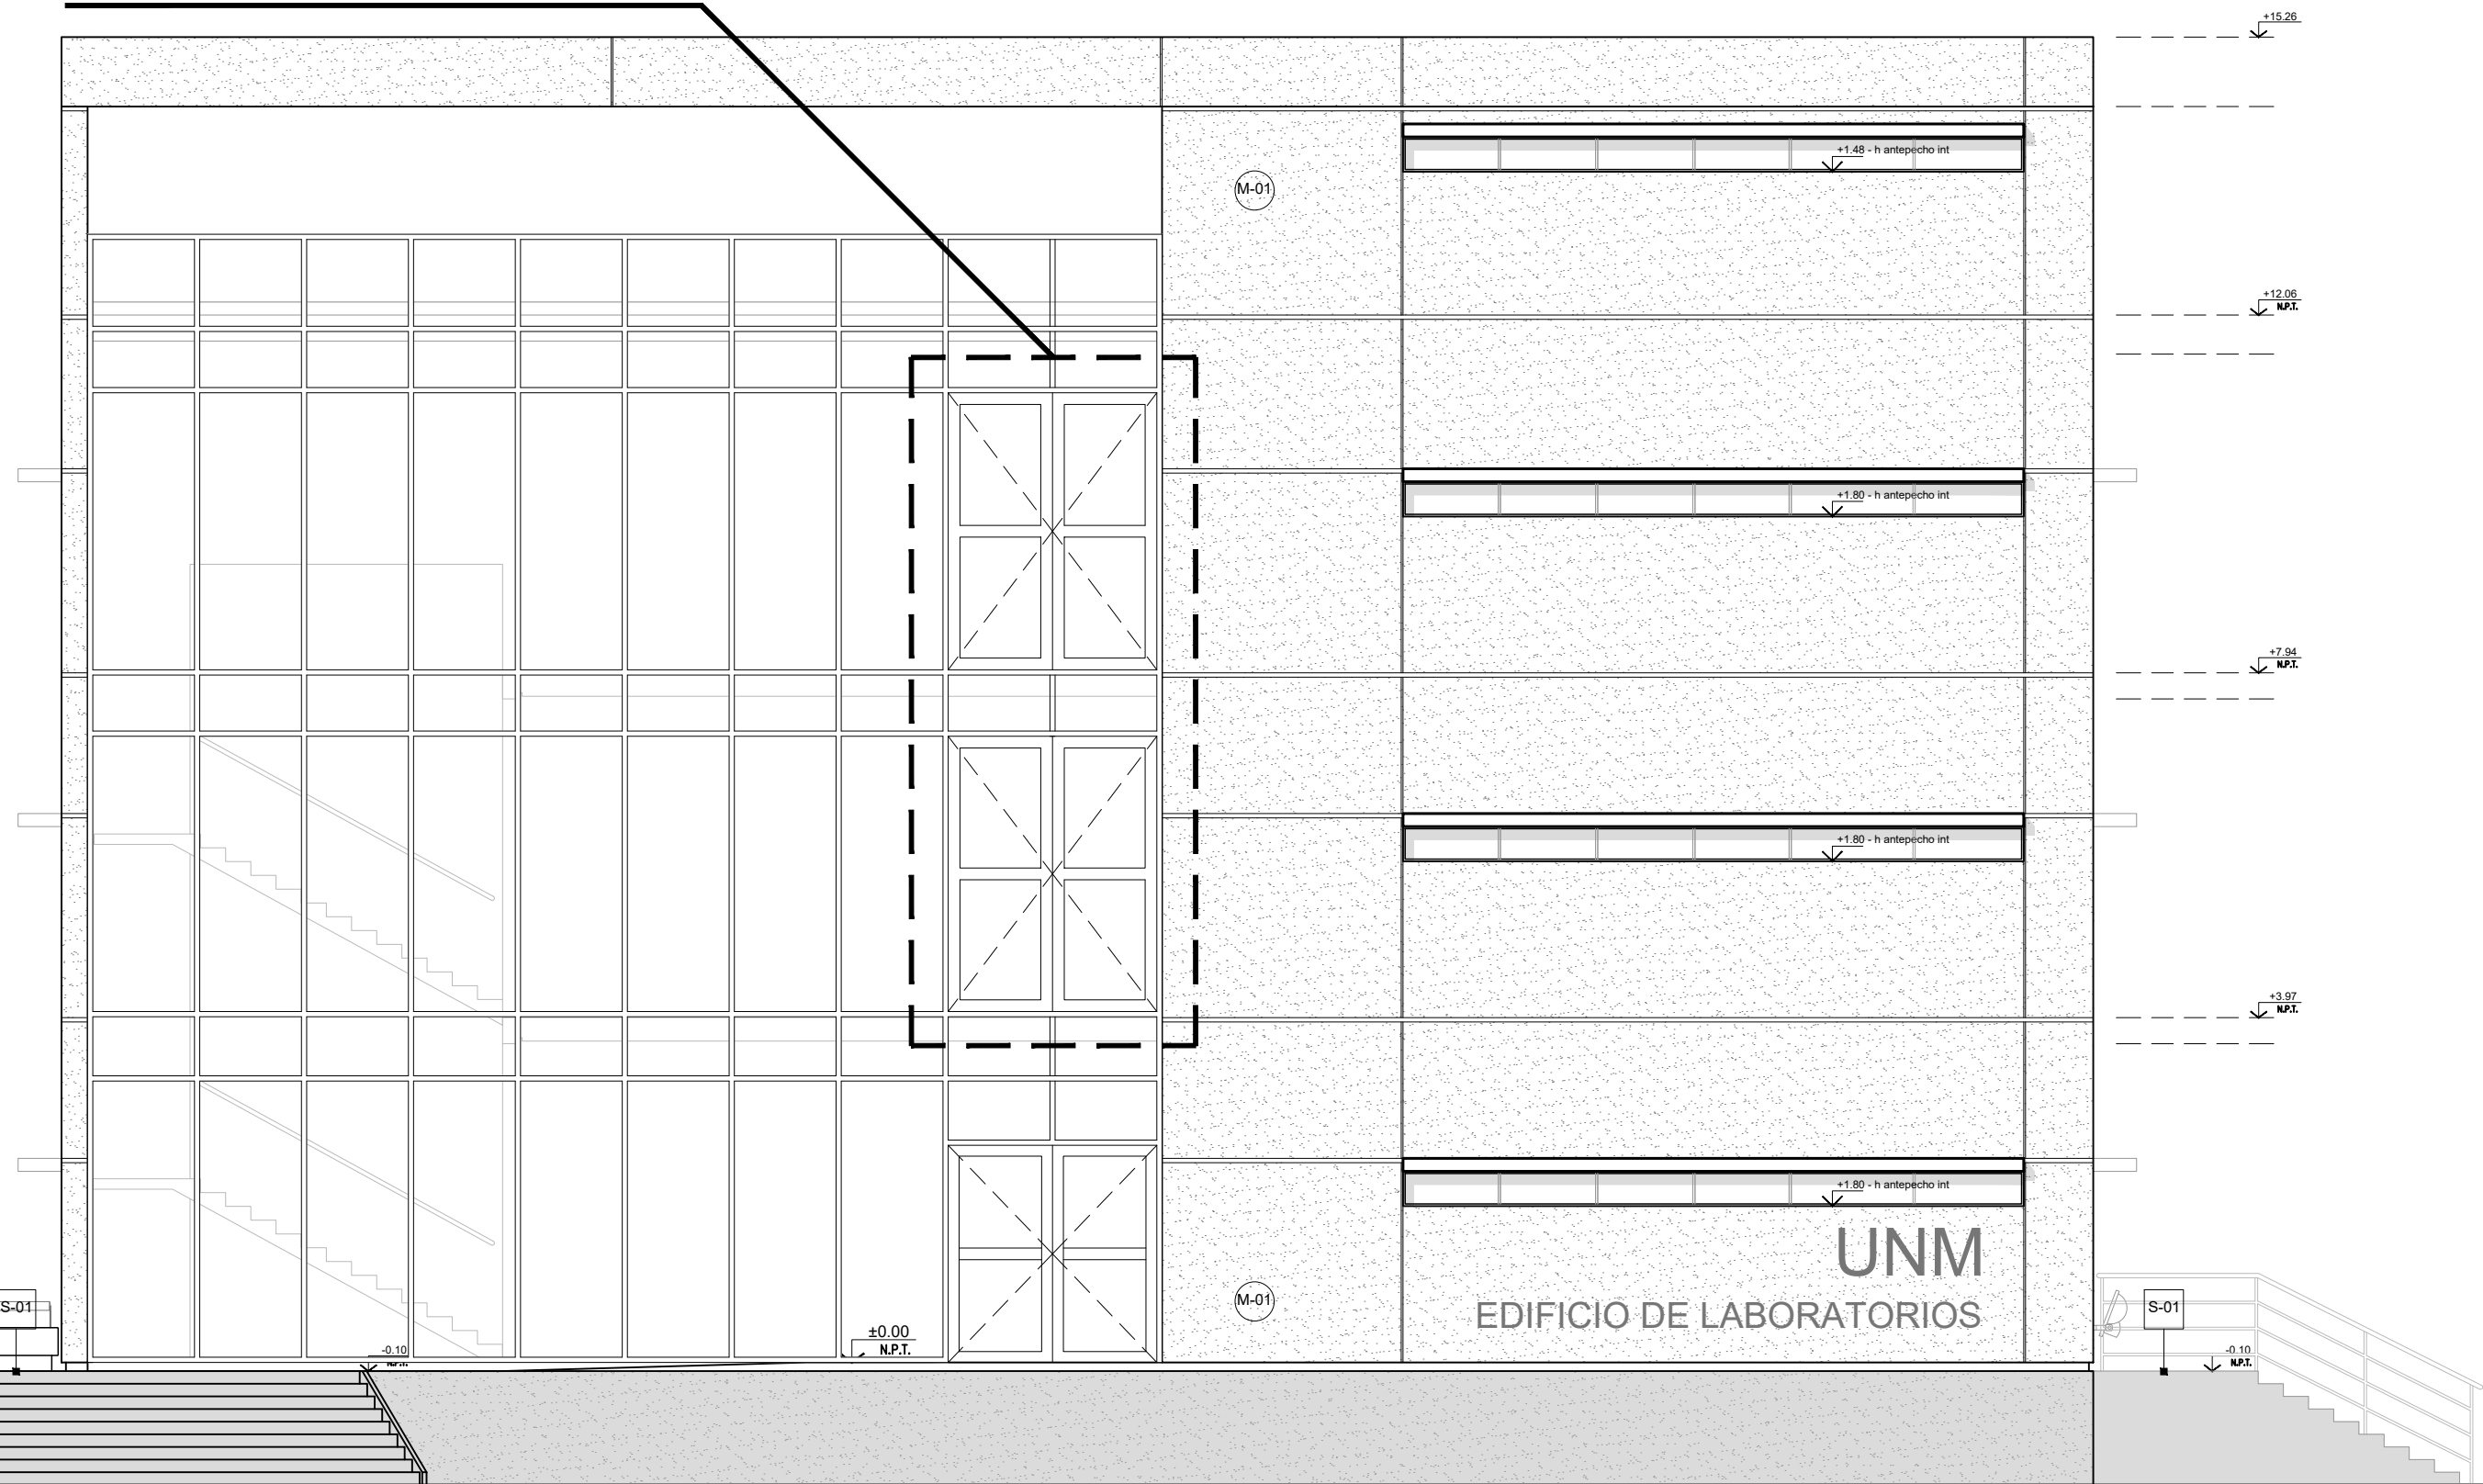 +15.26
+1.48 - h antepecho int
M-01
+12.06
N.P.T.
+1.80 - h antepecho int
+7.94
N.P.T.
+1.80 - h antepecho int
+3.97
N.P.T.
+1.80 - h antepecho int
UNM
EDIFICIO DE LABORATORIOS
M-01
S-01
S-01
±0.00
N.P.T.
-0.10
N.P.T.
-0.10
N.P.T.